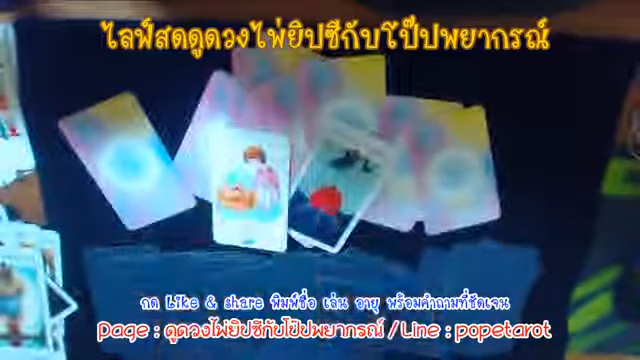 ไลฟ์สดดูดวงไพ่ยิปซีกับโป๊ปพยากรณ์
กด Like & share พิมพ์ชื่อ เล่น อายุ พร้อมคำถามที่ชัดเจน
Page : ดูดวงไพ่ยิปซีกับโป๊ปพยากรณ์ / Line : popetarot